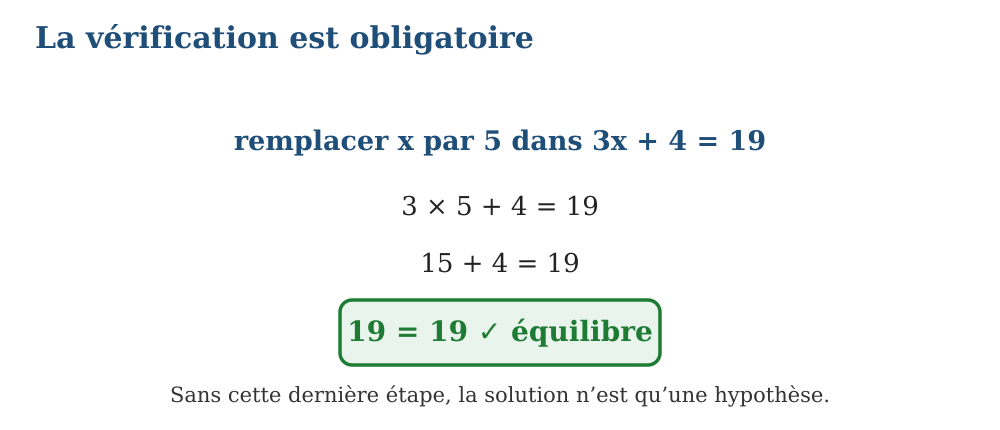 La vérification est obligatoire
remplacer x par 5 dans 3x + 4 = 19
3 × 5 + 4 = 19
15 + 4 = 19
19 = 19 ✓ équilibre
Sans cette dernière étape, la solution n’est qu’une hypothèse.